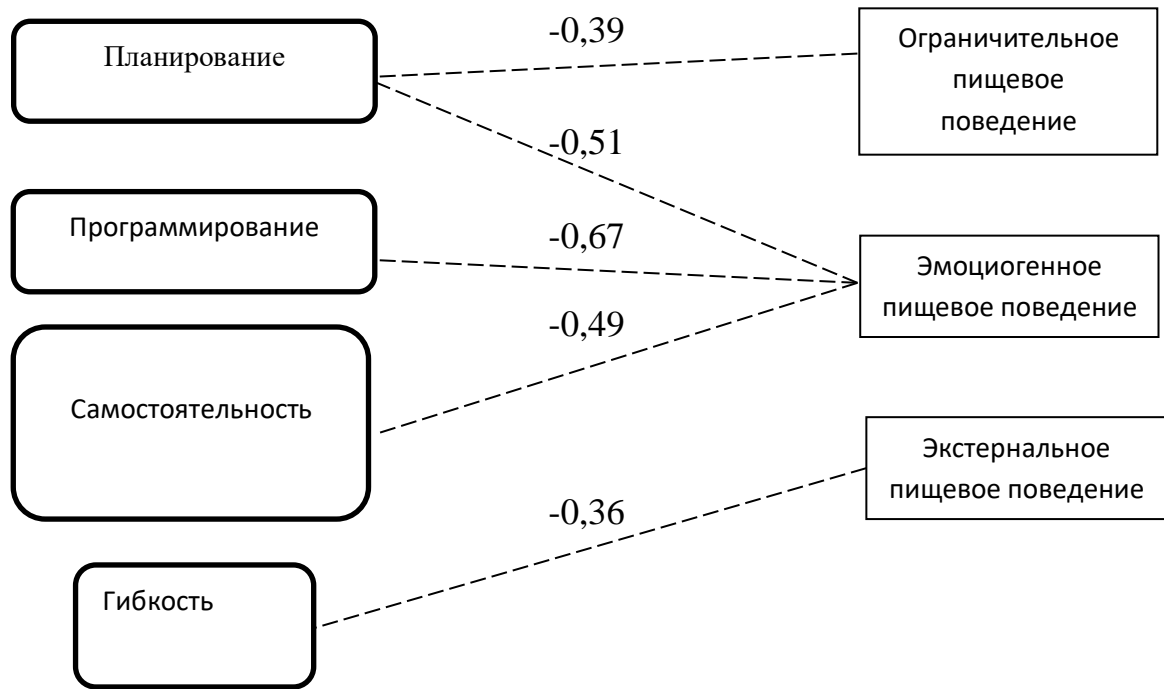 Планирование
-0,39
Ограничительное
пищевое
поведение
-0,51
Программирование
-0,67
Эмоциогенное
пищевое поведение
-0,49
Самостоятельность
Экстернальное
пищевое поведение
-0,36
Гибкость